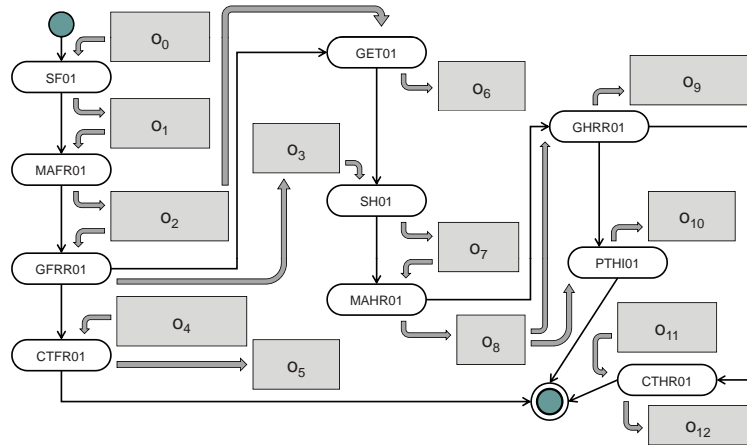 o0
SF01
o1
MAFR01
o2
GFRR01
o4
CTFR01
o5
o3
GET01
o6
SH01
o7
MAHR01
o8
o9
GHRR01
o10
PTHI01
o11
CTHR01
o12